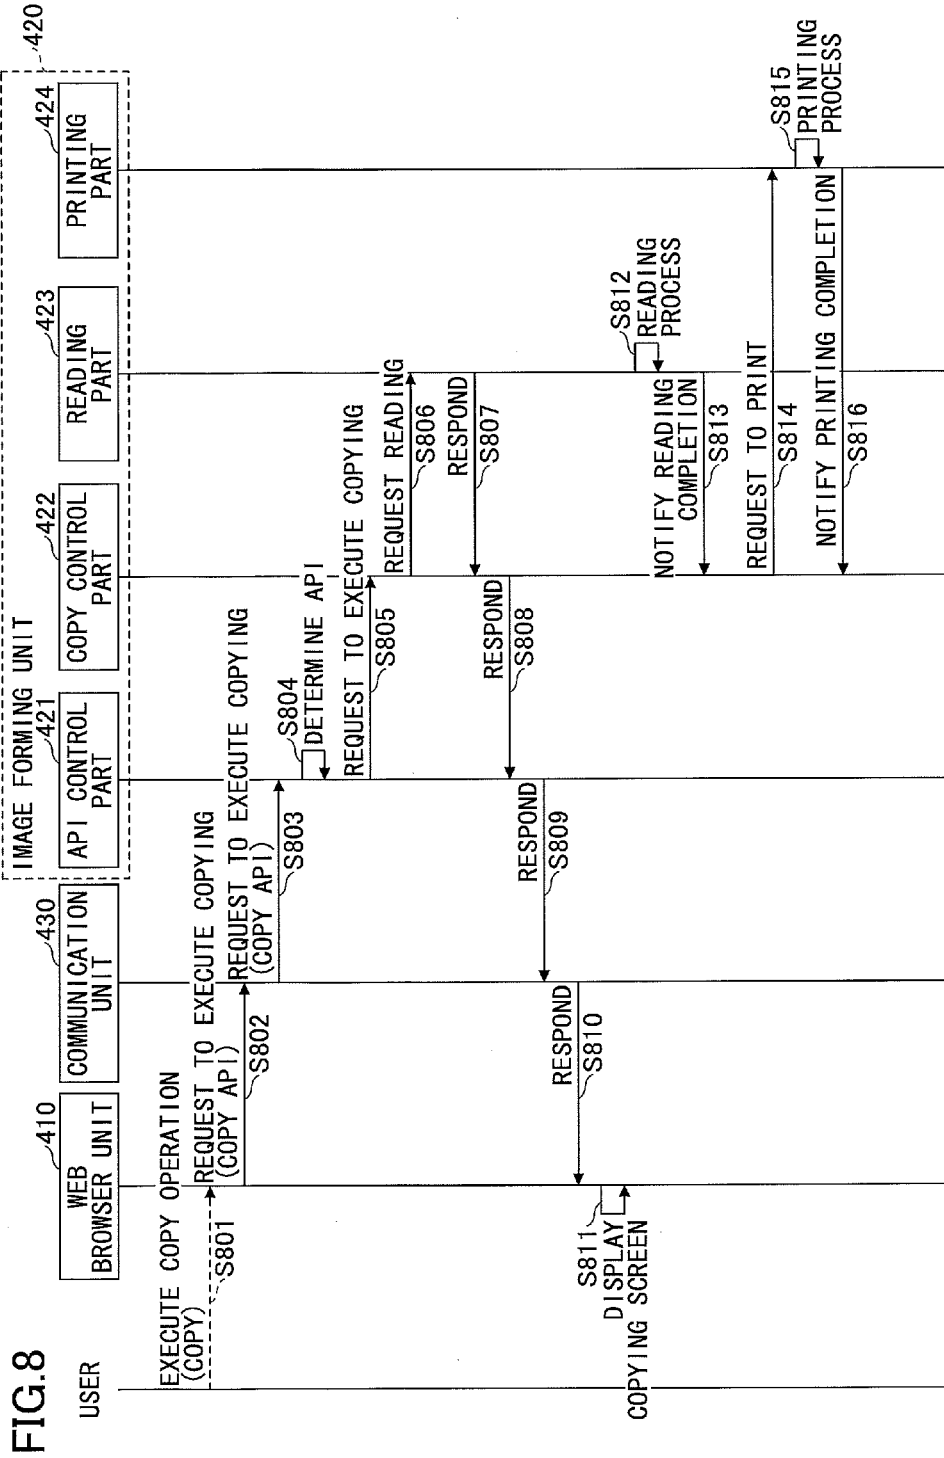 FIG.8
USER
WEB
BROWSER UNIT
410
COMMUNICATION
UNIT
430
IMAGE FORMING UNIT
420
API CONTROL
PART
421
COPY CONTROL
PART
422
READING
PART
423
PRINTING
PART
424
EXECUTE COPY OPERATION
(COPY)
S801
REQUEST TO EXECUTE COPYING
(COPY API)
S802
REQUEST TO EXECUTE COPYING
(COPY API)
S803
S804
DETERMINE API
REQUEST TO EXECUTE COPYING
S805
REQUEST READING
S806
RESPOND
S807
RESPOND
S808
RESPOND
S809
RESPOND
S810
S811
DISPLAY
COPYING SCREEN
S812
READING
PROCESS
NOTIFY READING
COMPLETION
S813
REQUEST TO PRINT
S814
S815
PRINTING
PROCESS
NOTIFY PRINTING COMPLETION
S816